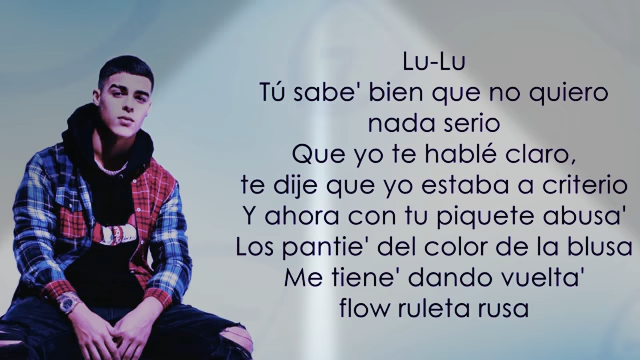 Lu-Lu
Tú sabe' bien que no quiero
nada serio
Que yo te hablé claro,
te dije que yo estaba a criterio
Y ahora con tu piquete abusa'
Los pantie' del color de la blusa
Me tiene' dando vuelta'
flow ruleta rusa